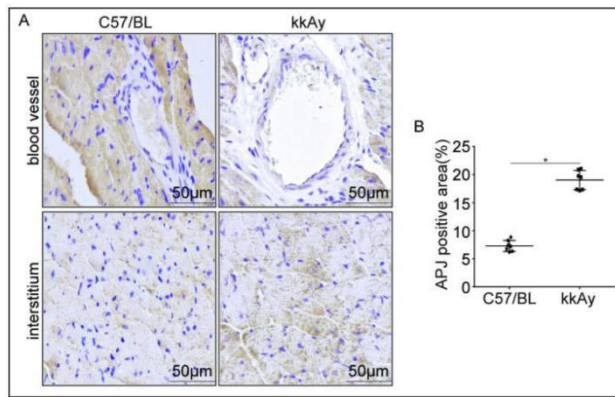 A
C57/BL
kkAy
blood vessel
50μm
50μm
interstitium
50μm
50μm
B
APJ positive area(%)
25
20
15
10
5
0
*
C57/BL
kkAy